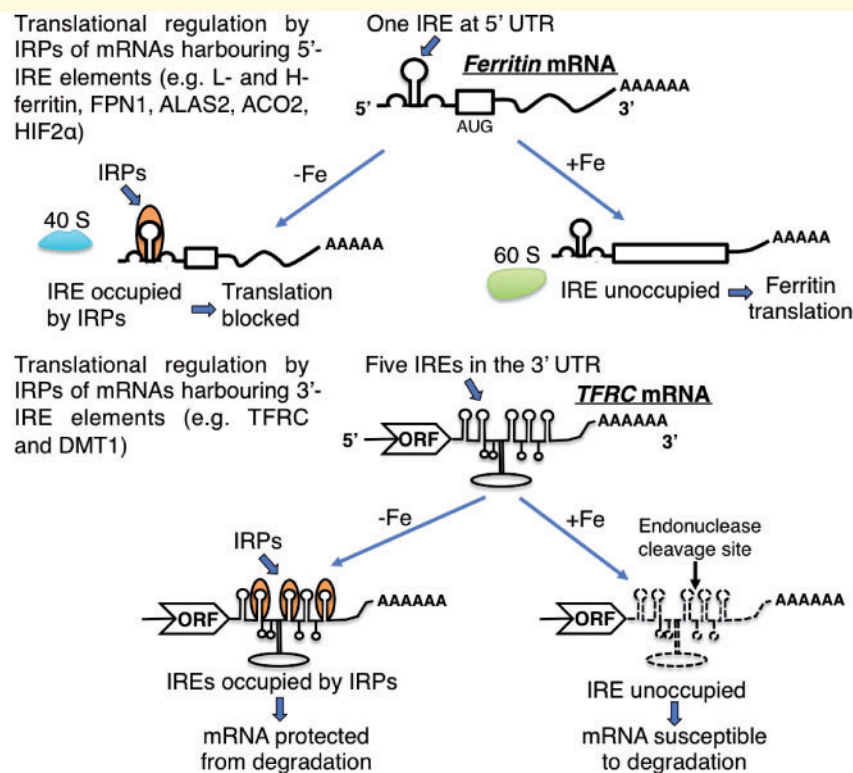 Translational regulation by
IRPs of mRNAs harbouring 5'-
IRE elements (e.g. L- and H-
ferritin, FPN1, ALAS2, ACO2,
HIF2α)
One IRE at 5' UTR
Ferritin mRNA
AAAAAA
5'
3'
AUG
-Fe
+Fe
IRPs
40 S
AAAAA
IRE occupied
by IRPs
Translation
blocked
60 S
AAAAA
IRE unoccupied
Ferritin
translation
Translational regulation by
IRPs of mRNAs harbouring 3'-
IRE elements (e.g. TFRC
and DMT1)
Five IREs in the 3' UTR
TFRC mRNA
AAAAAA
5'
ORF
3'
-Fe
+Fe
IRPs
ORF
AAAAAA
IREs occupied by IRPs
mRNA protected
from degradation
Endonuclease
cleavage site
ORF
AAAAAA
IRE unoccupied
mRNA susceptible
to degradation